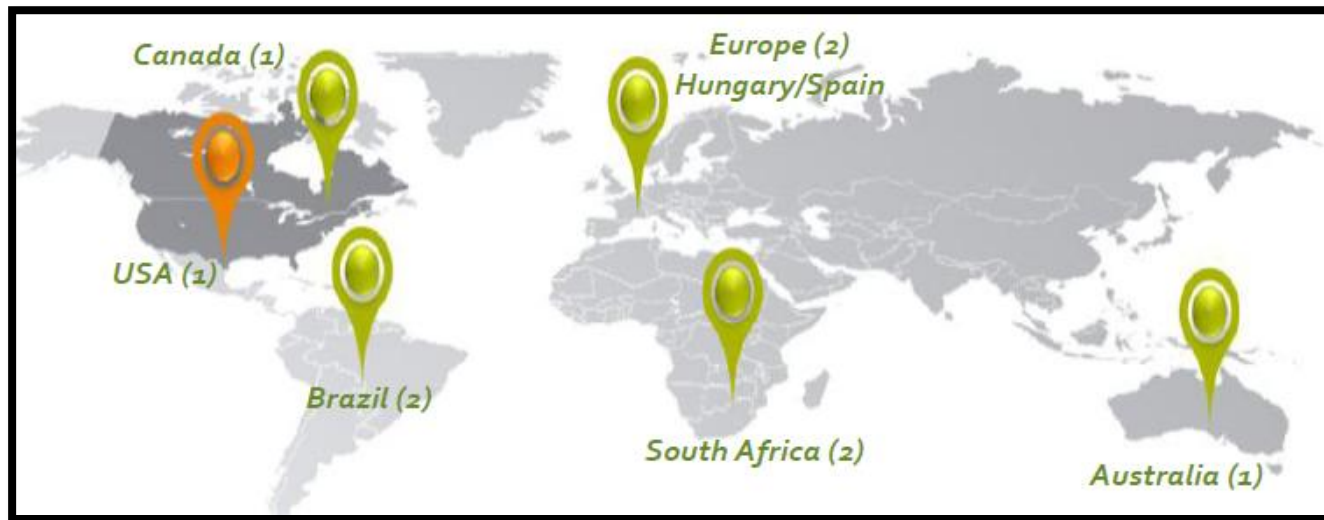 Canada (1)
Europe (2)
Hungary/Spain
USA (1)
Brazil (2)
South Africa (2)
Australia (1)